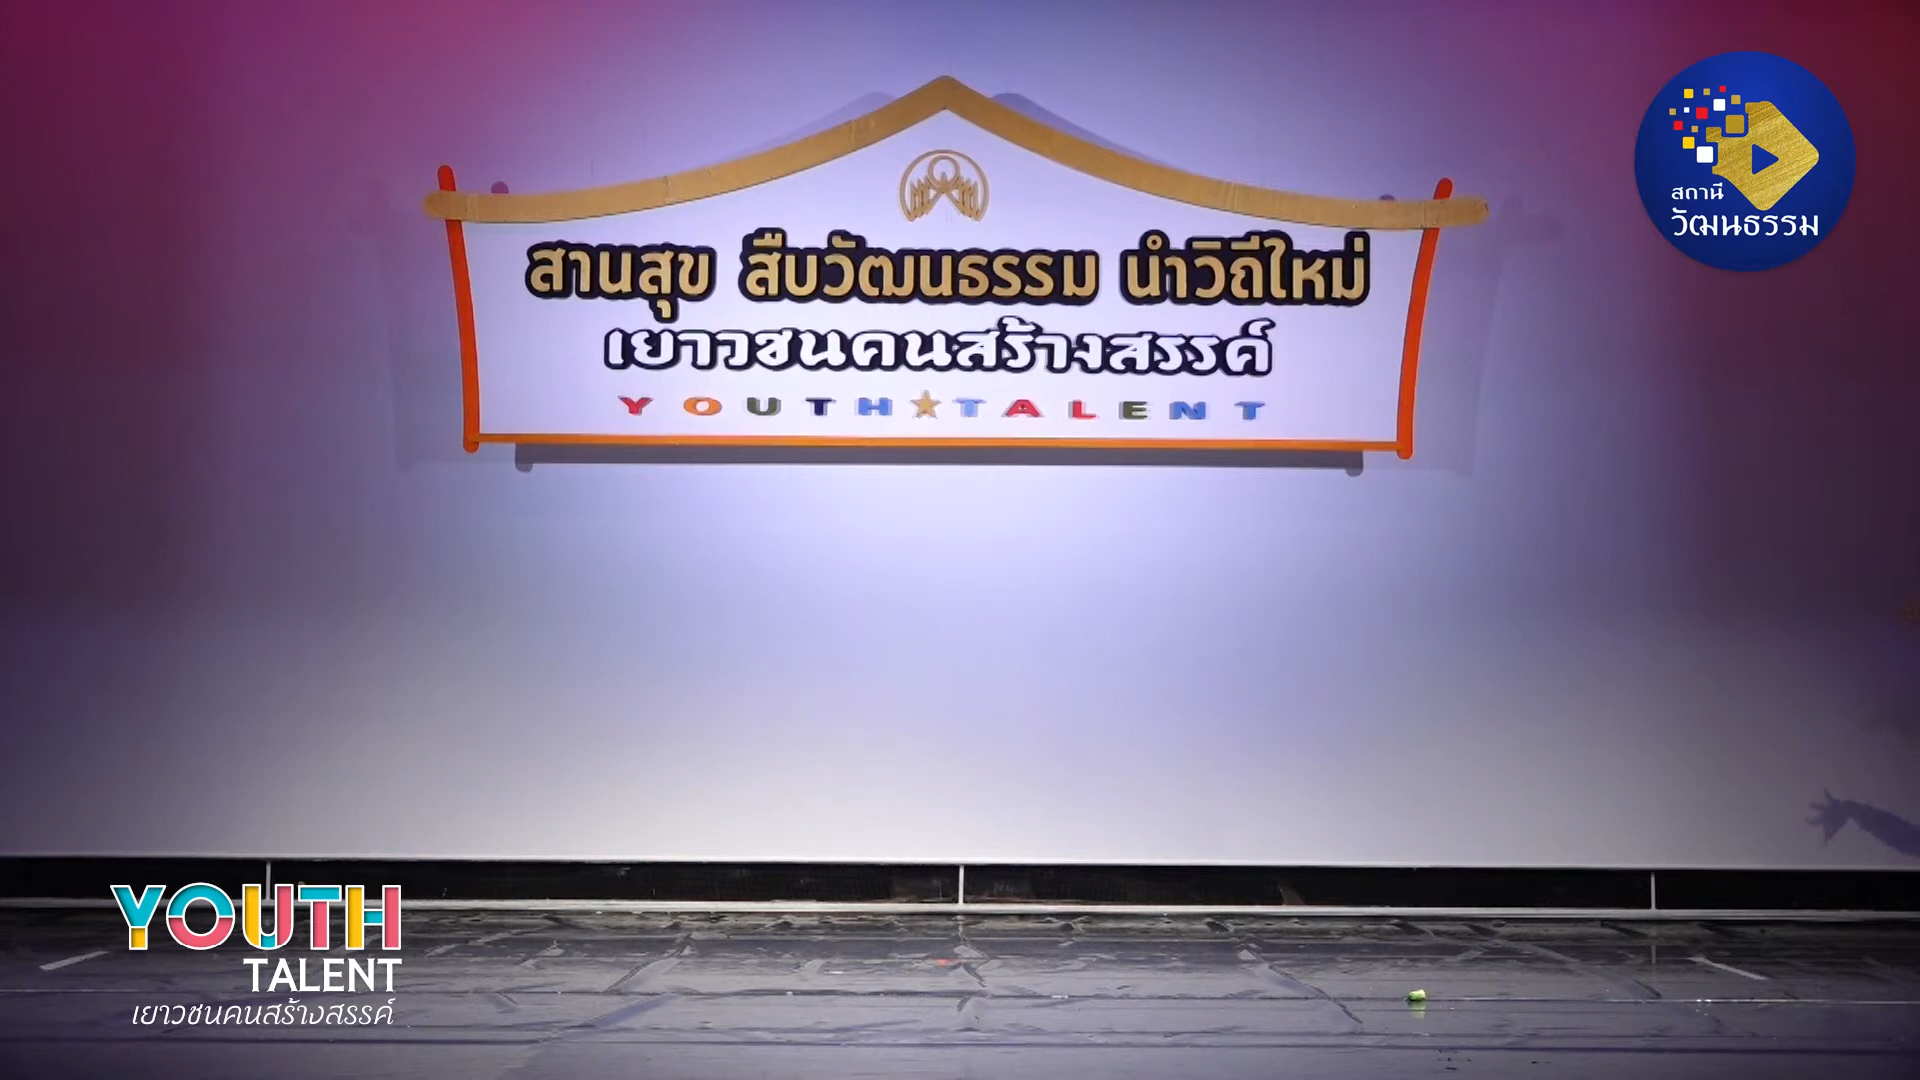 สานสุข สืบวัฒนธรรม นำวิถีใหม่
เยาวชนคนสร้างสรรค์
YOUTH★TALENT
สถานี
วัฒนธรรม
YOUTH
TALENT
เยาวชนคนสร้างสรรค์